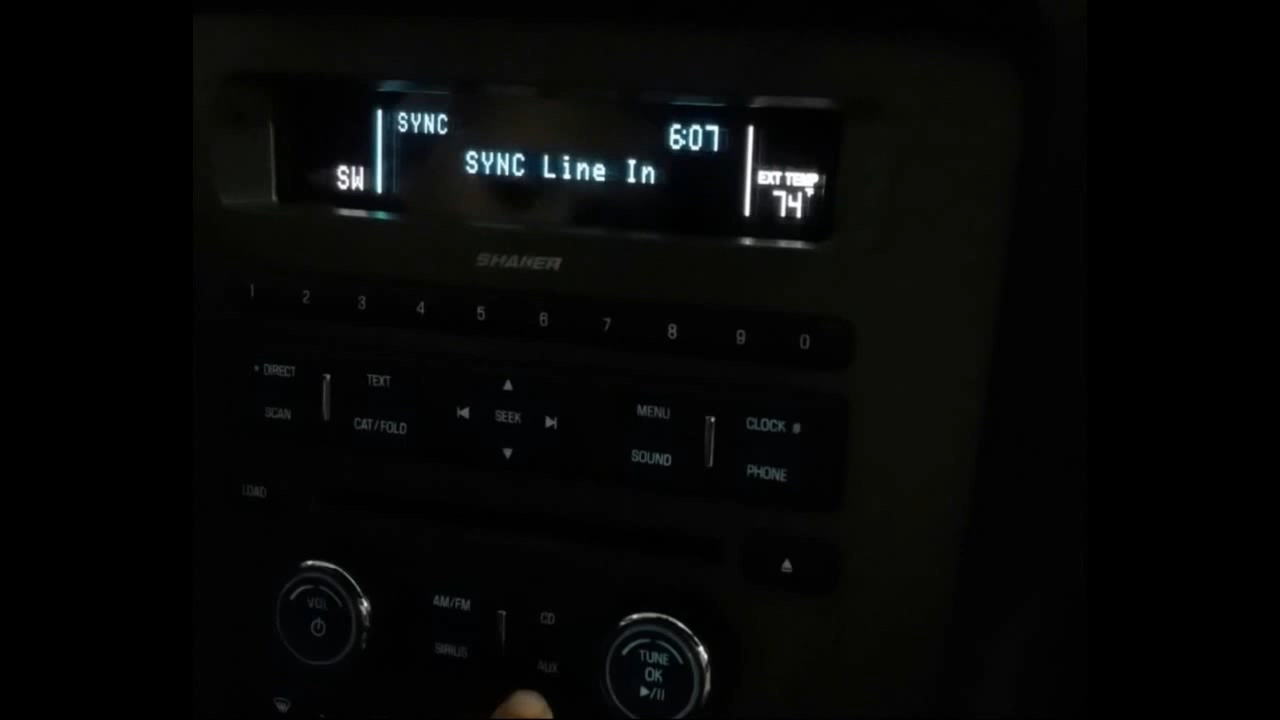 SYNC 6:07
SYNC Line In
SW
EXT TEMP
74°
SHAKER
1 2 3 4 5 6 7 8 9 0
* DIRECT TEXT MENU CLOCK #
SEEK
SCAN CAT/FOLD SOUND PHONE
LOAD
VOL
AM/FM CD
SIRIUS AUX
TUNE
OK